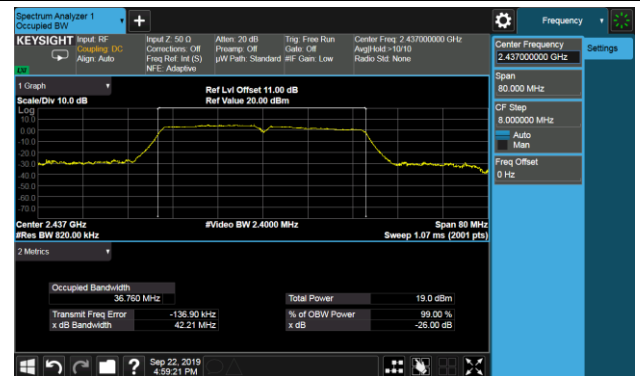 Spectrum Analyzer 1
Occupied BW
Frequency
KEYSIGHT
Input: RF
Coupling: DC
Align: Auto
Input Z: 50 Ω
Corrections: Off
Freq Ref: Int (S)
NFE: Adaptive
Atten: 20 dB
Preamp: Off
µW Path: Standard
Trig: Free Run
Gate: Off
#IF Gain: Low
Center Freq: 2.437000000 GHz
Avg|Hold:>10/10
Radio Std: None
Center Frequency
2.437000000 GHz
Settings
Span
80.000 MHz
CF Step
8.000000 MHz
Auto
Man
Freq Offset
0 Hz
1 Graph
Scale/Div 10.0 dB
Ref Lvl Offset 11.00 dB
Ref Value 20.00 dBm
Log
10.0
0.00
-10.0
-20.0
-30.0
-40.0
-50.0
-60.0
-70.0
Center 2.437 GHz
#Video BW 2.4000 MHz
Span 80 MHz
#Res BW 820.00 kHz
Sweep 1.07 ms (2001 pts)
2 Metrics
Occupied Bandwidth
36.760 MHz
Total Power 19.0 dBm
Transmit Freq Error -136.90 kHz
% of OBW Power 99.00 %
x dB Bandwidth 42.21 MHz
x dB -26.00 dB
Sep 22, 2019
4:59:21 PM